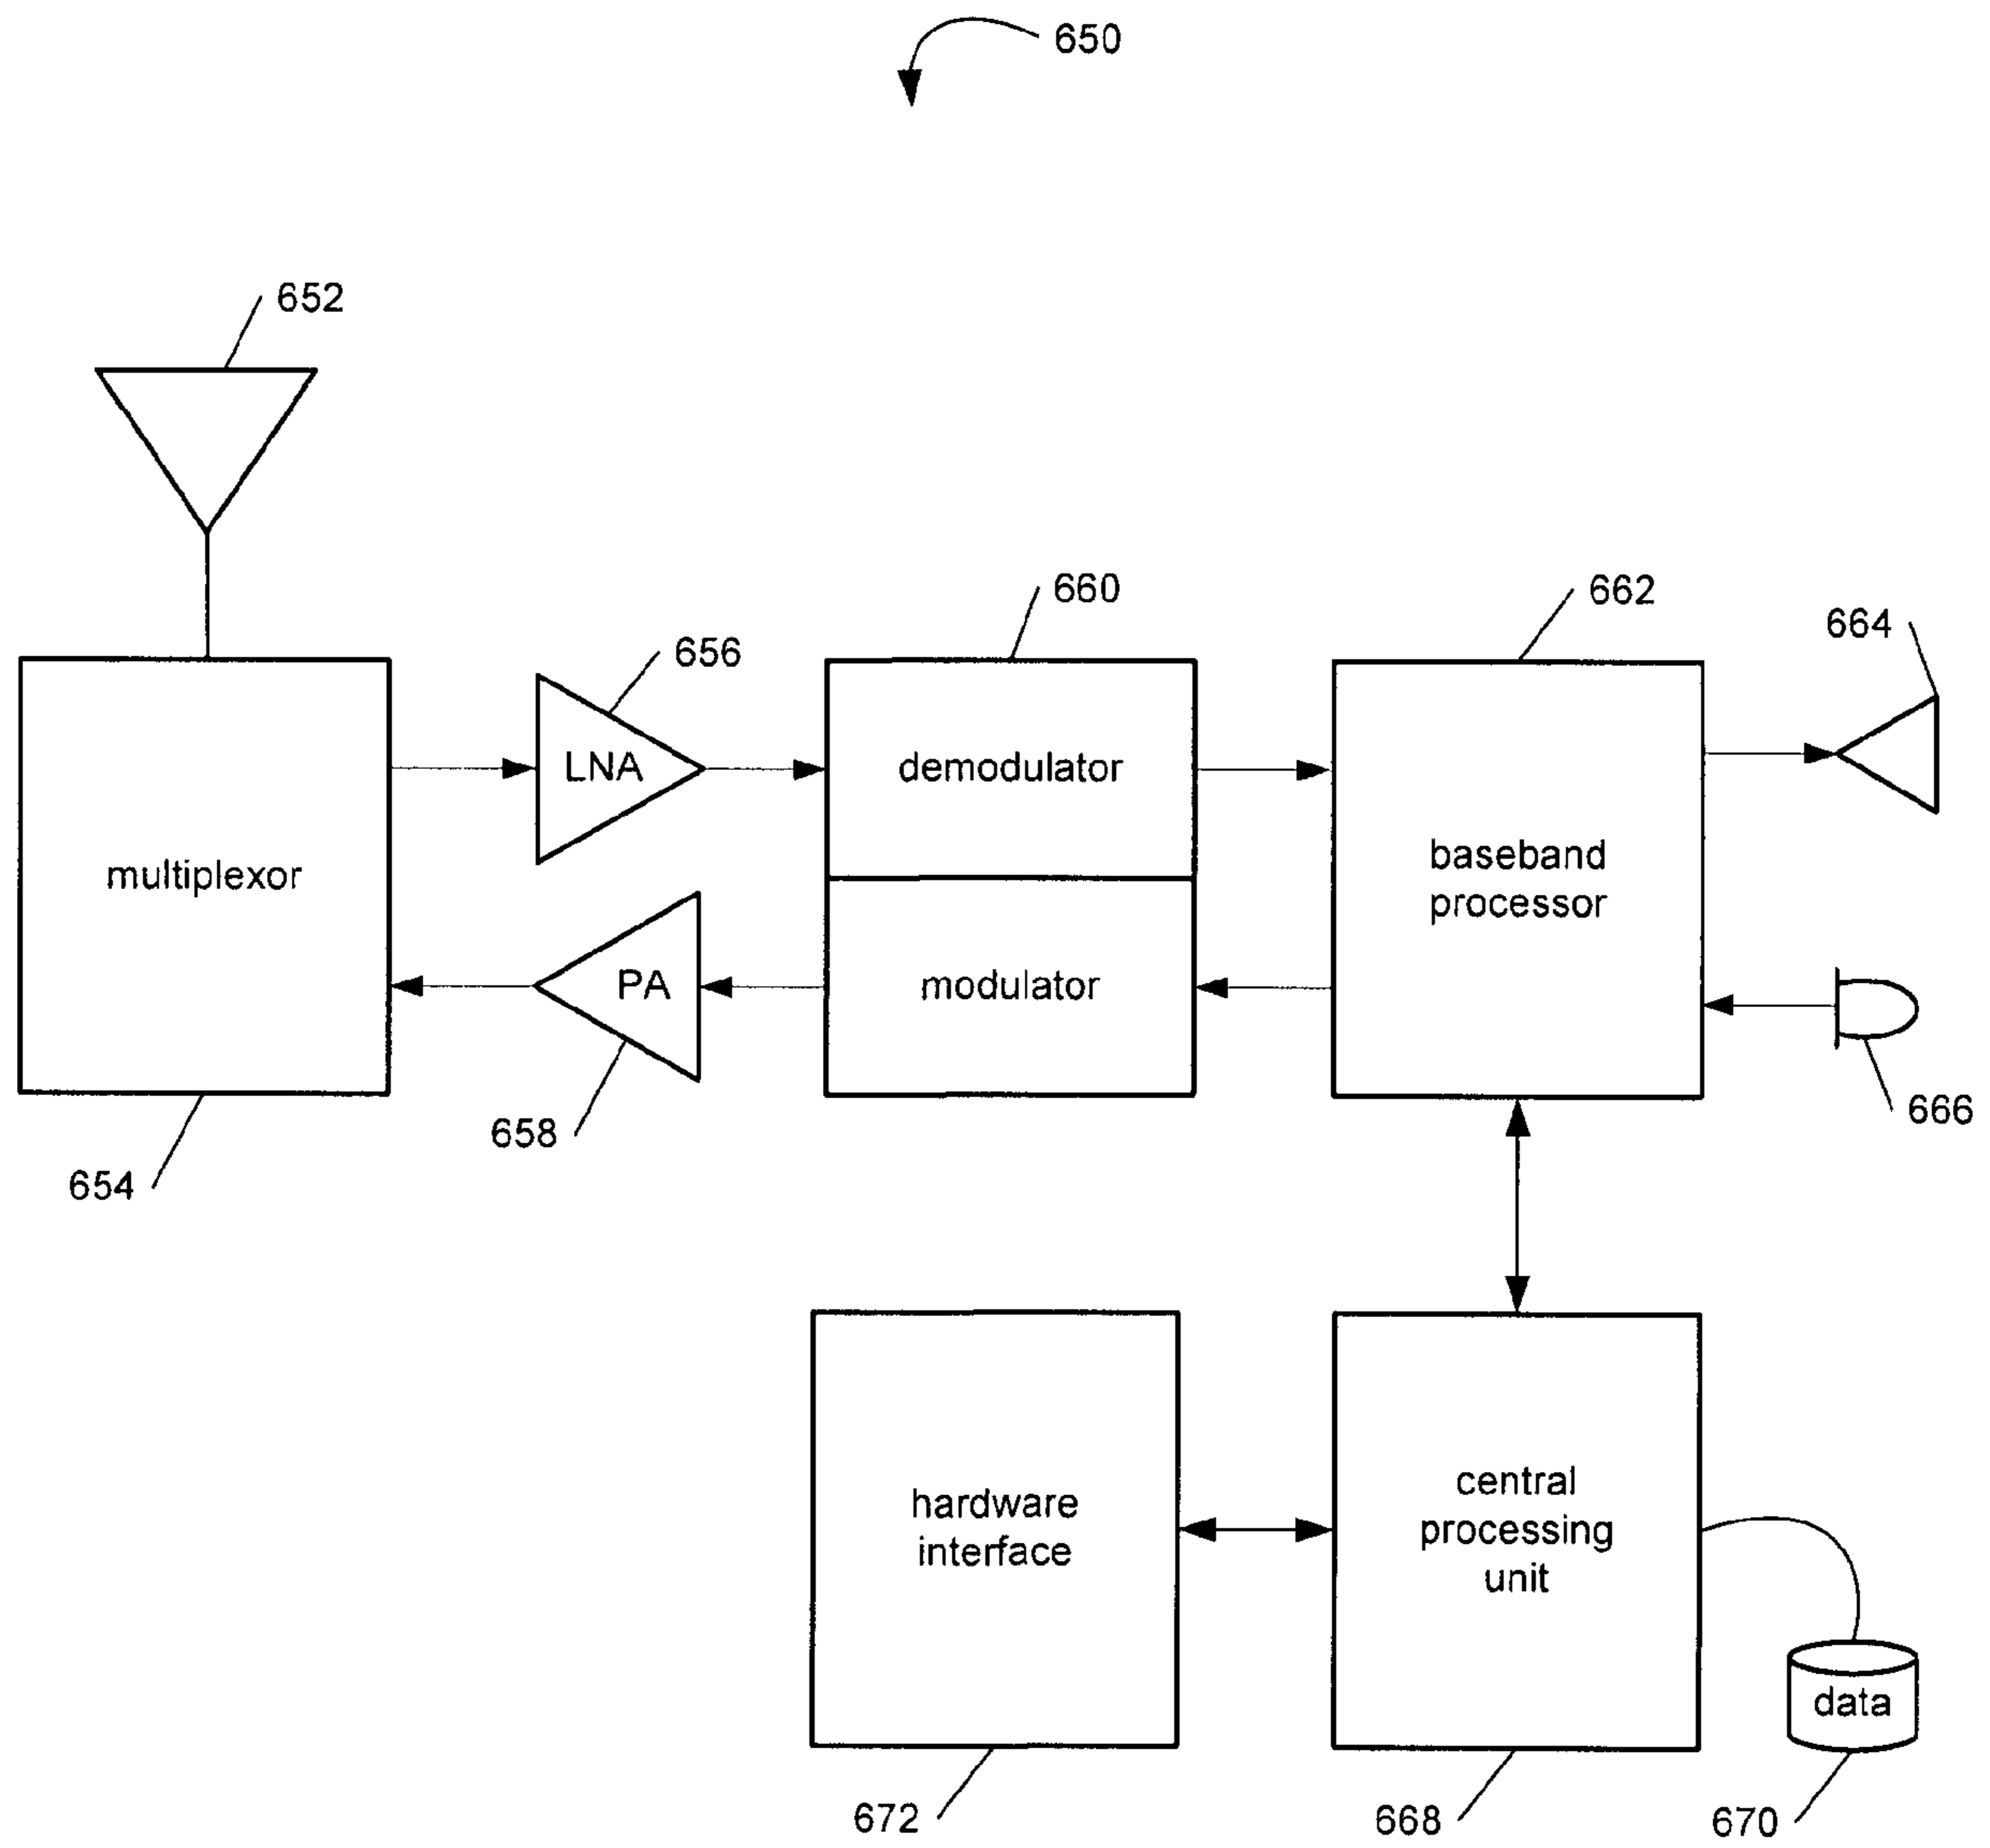 650
652
660
662
664
656
LNA
demodulator
baseband
processor
multiplexor
PA
modulator
658
666
654
hardware
interface
central
processing
unit
data
672
668
670